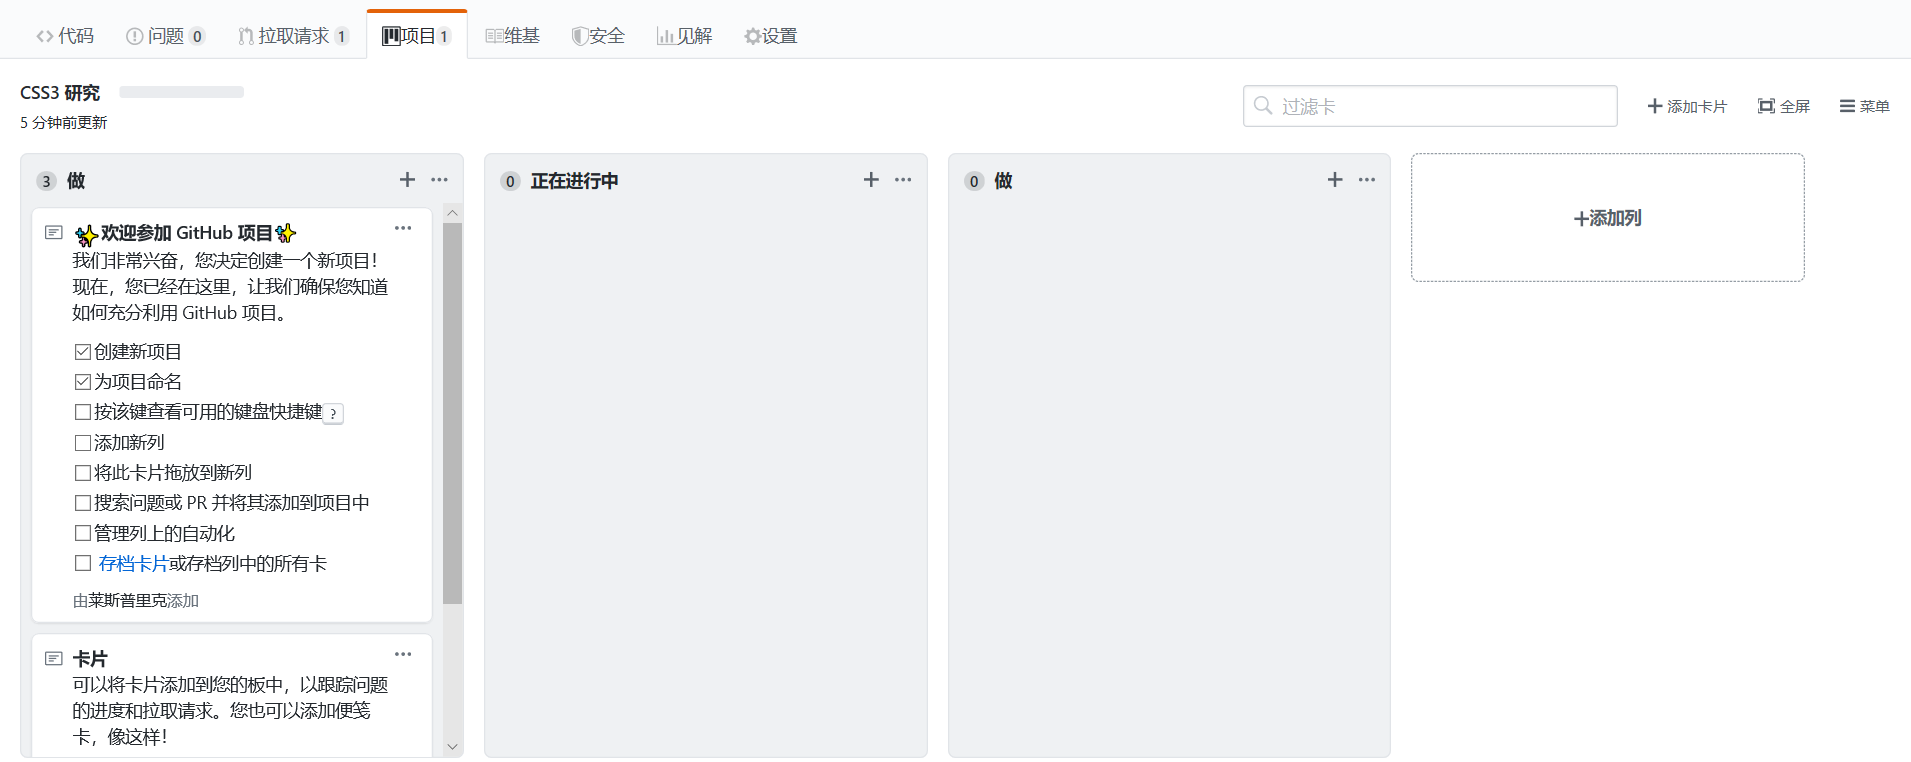 代码 问题 0 拉取请求 1 项目 1 维基 安全 见解 设置
CSS3 研究
5 分钟前更新
过滤卡 添加卡片 全屏 菜单
3 做
✨欢迎参加 GitHub 项目✨
我们非常兴奋，您决定创建一个新项目！
现在，您已经在这里，让我们确保您知道
如何充分利用 GitHub 项目。
创建新项目
为项目命名
按该键查看可用的键盘快捷键 ?
添加新列
将此卡片拖放到新列
搜索问题或 PR 并将其添加到项目中
管理列上的自动化
存档卡片或存档列中的所有卡
由莱斯普里克添加
卡片
可以将卡片添加到您的板中，以跟踪问题
的进度和拉取请求。您也可以添加便笺
卡，像这样！
0 正在进行中
0 做
+添加列